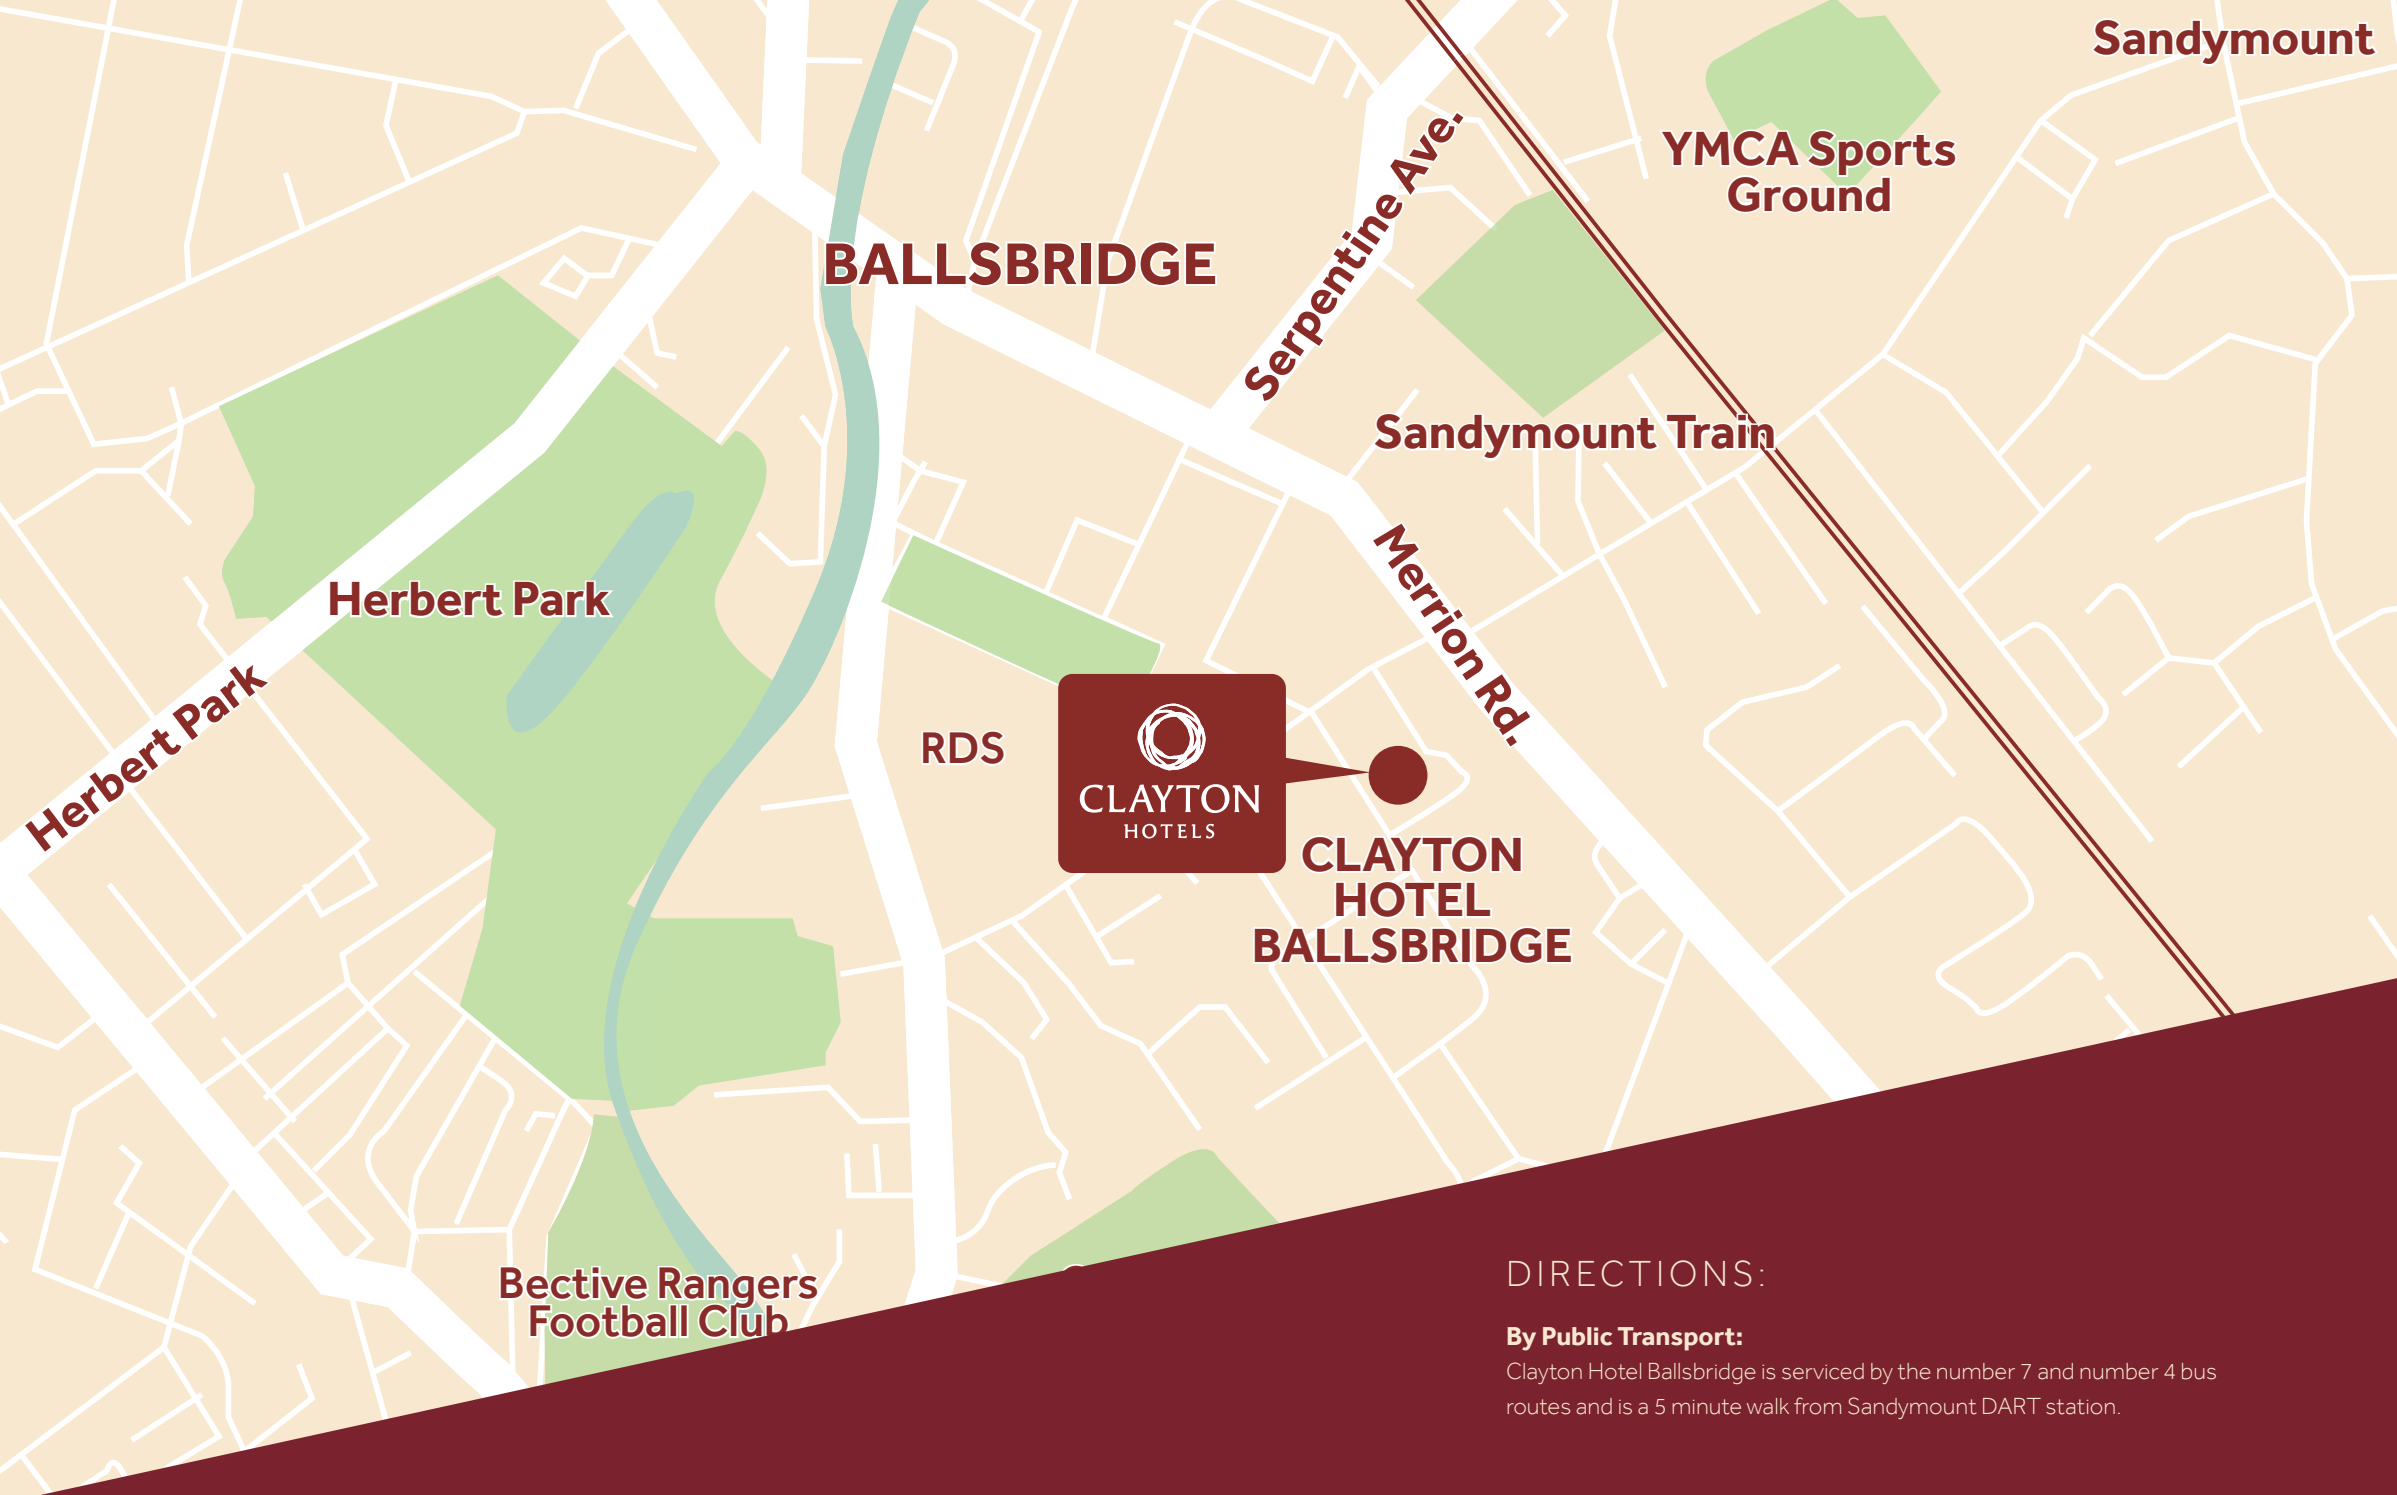 Sandymount
YMCA Sports
Ground
Serpentine Ave.
BALLSBRIDGE
Sandymount Train
Herbert Park
Merrion Rd.
Herbert Park
RDS
CLAYTON
HOTELS
CLAYTON
HOTEL
BALLSBRIDGE
Bective Rangers
Football Club
DIRECTIONS:
By Public Transport:
Clayton Hotel Ballsbridge is serviced by the number 7 and number 4 bus
routes and is a 5 minute walk from Sandymount DART station.